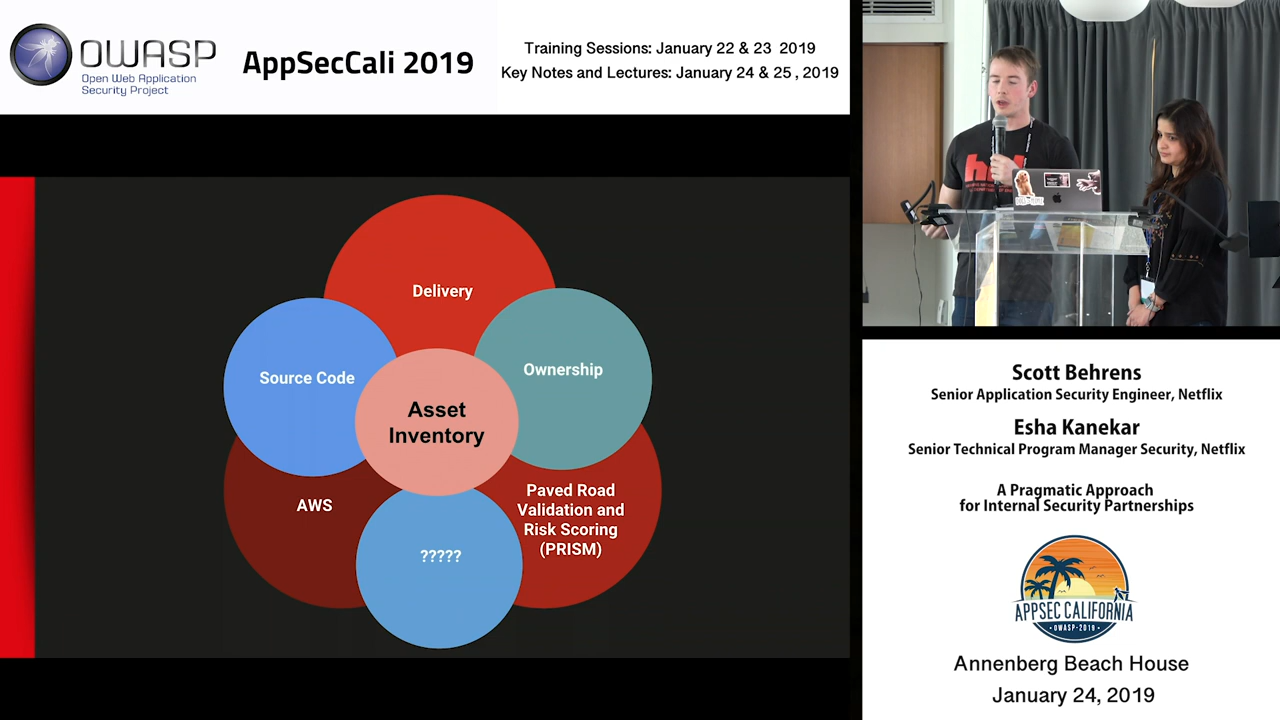 OWASP
Open Web Application
Security Project
AppSecCali 2019
Training Sessions: January 22 & 23 2019
Key Notes and Lectures: January 24 & 25 , 2019
Delivery
Source Code
Ownership
Asset
Inventory
AWS
Paved Road
Validation and
Risk Scoring
(PRISM)
?????
Scott Behrens
Senior Application Security Engineer, Netflix
Esha Kanekar
Senior Technical Program Manager Security, Netflix
A Pragmatic Approach
for Internal Security Partnerships
APPSEC CALIFORNIA
• OWASP-2019 •
Annenberg Beach House
January 24, 2019